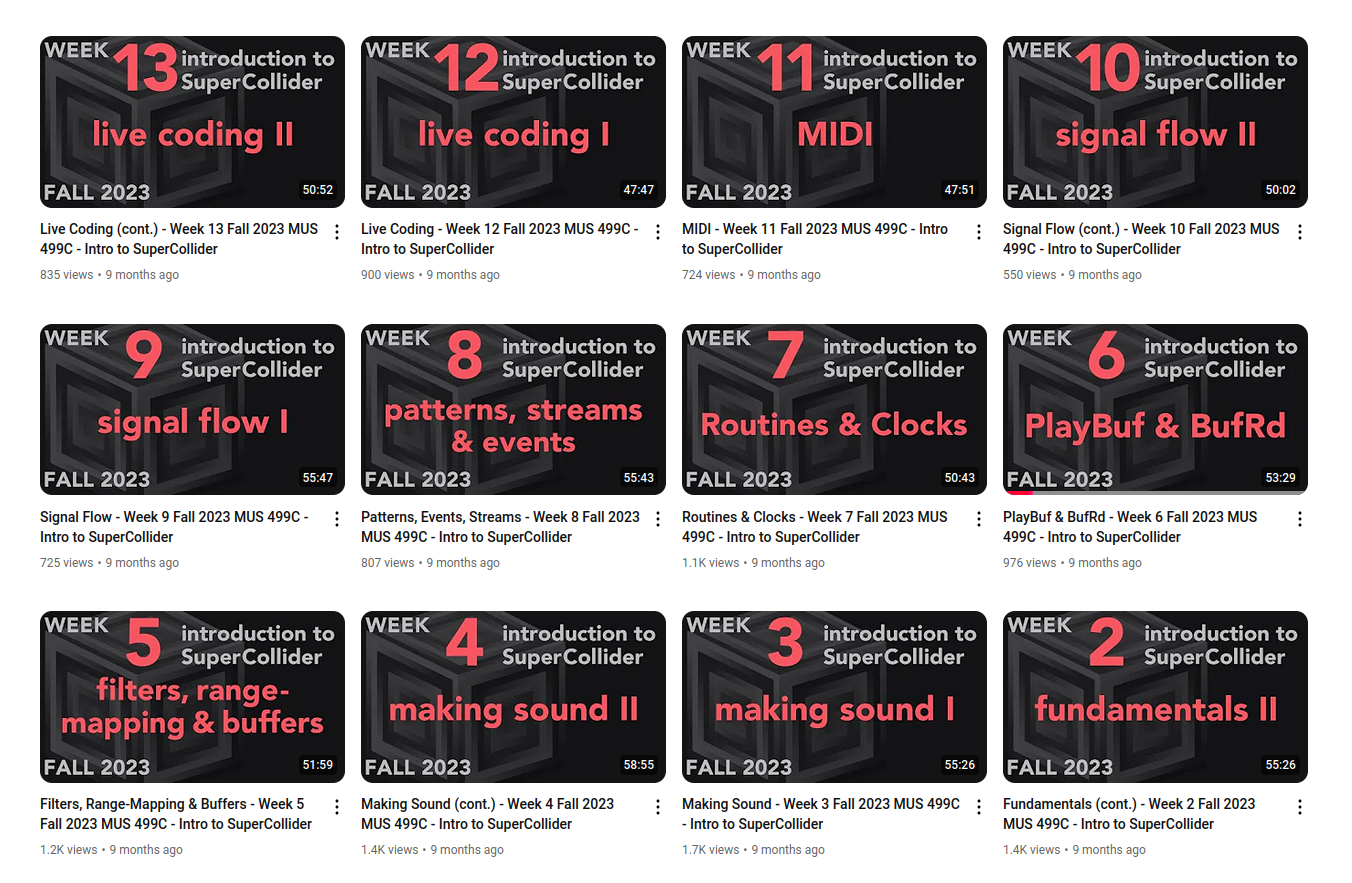 WEEK 13 introduction to
SuperCollider
live coding II
FALL 2023
50:52
Live Coding (cont.) - Week 13 Fall 2023 MUS
499C - Intro to SuperCollider
835 views • 9 months ago
WEEK 12 introduction to
SuperCollider
live coding I
FALL 2023
47:47
Live Coding - Week 12 Fall 2023 MUS 499C -
Intro to SuperCollider
900 views • 9 months ago
WEEK 11 introduction to
SuperCollider
MIDI
FALL 2023
47:51
MIDI - Week 11 Fall 2023 MUS 499C - Intro
to SuperCollider
724 views • 9 months ago
WEEK 10 introduction to
SuperCollider
signal flow II
FALL 2023
50:02
Signal Flow (cont.) - Week 10 Fall 2023 MUS
499C - Intro to SuperCollider
550 views • 9 months ago
WEEK 9 introduction to
SuperCollider
signal flow I
FALL 2023
55:47
Signal Flow - Week 9 Fall 2023 MUS 499C -
Intro to SuperCollider
725 views • 9 months ago
WEEK 8 introduction to
SuperCollider
patterns, streams
& events
FALL 2023
55:43
Patterns, Events, Streams - Week 8 Fall 2023
MUS 499C - Intro to SuperCollider
807 views • 9 months ago
WEEK 7 introduction to
SuperCollider
Routines & Clocks
FALL 2023
50:43
Routines & Clocks - Week 7 Fall 2023 MUS
499C - Intro to SuperCollider
1.1K views • 9 months ago
WEEK 6 introduction to
SuperCollider
PlayBuf & BufRd
FALL 2023
53:29
PlayBuf & BufRd - Week 6 Fall 2023 MUS
499C - Intro to SuperCollider
976 views • 9 months ago
WEEK 5 introduction to
SuperCollider
filters, range-
mapping & buffers
FALL 2023
51:59
Filters, Range-Mapping & Buffers - Week 5
Fall 2023 MUS 499C - Intro to SuperCollider
1.2K views • 9 months ago
WEEK 4 introduction to
SuperCollider
making sound II
FALL 2023
58:55
Making Sound (cont.) - Week 4 Fall 2023
MUS 499C - Intro to SuperCollider
1.4K views • 9 months ago
WEEK 3 introduction to
SuperCollider
making sound I
FALL 2023
55:26
Making Sound - Week 3 Fall 2023 MUS 499C
- Intro to SuperCollider
1.7K views • 9 months ago
WEEK 2 introduction to
SuperCollider
fundamentals II
FALL 2023
55:26
Fundamentals (cont.) - Week 2 Fall 2023
MUS 499C - Intro to SuperCollider
1.4K views • 9 months ago